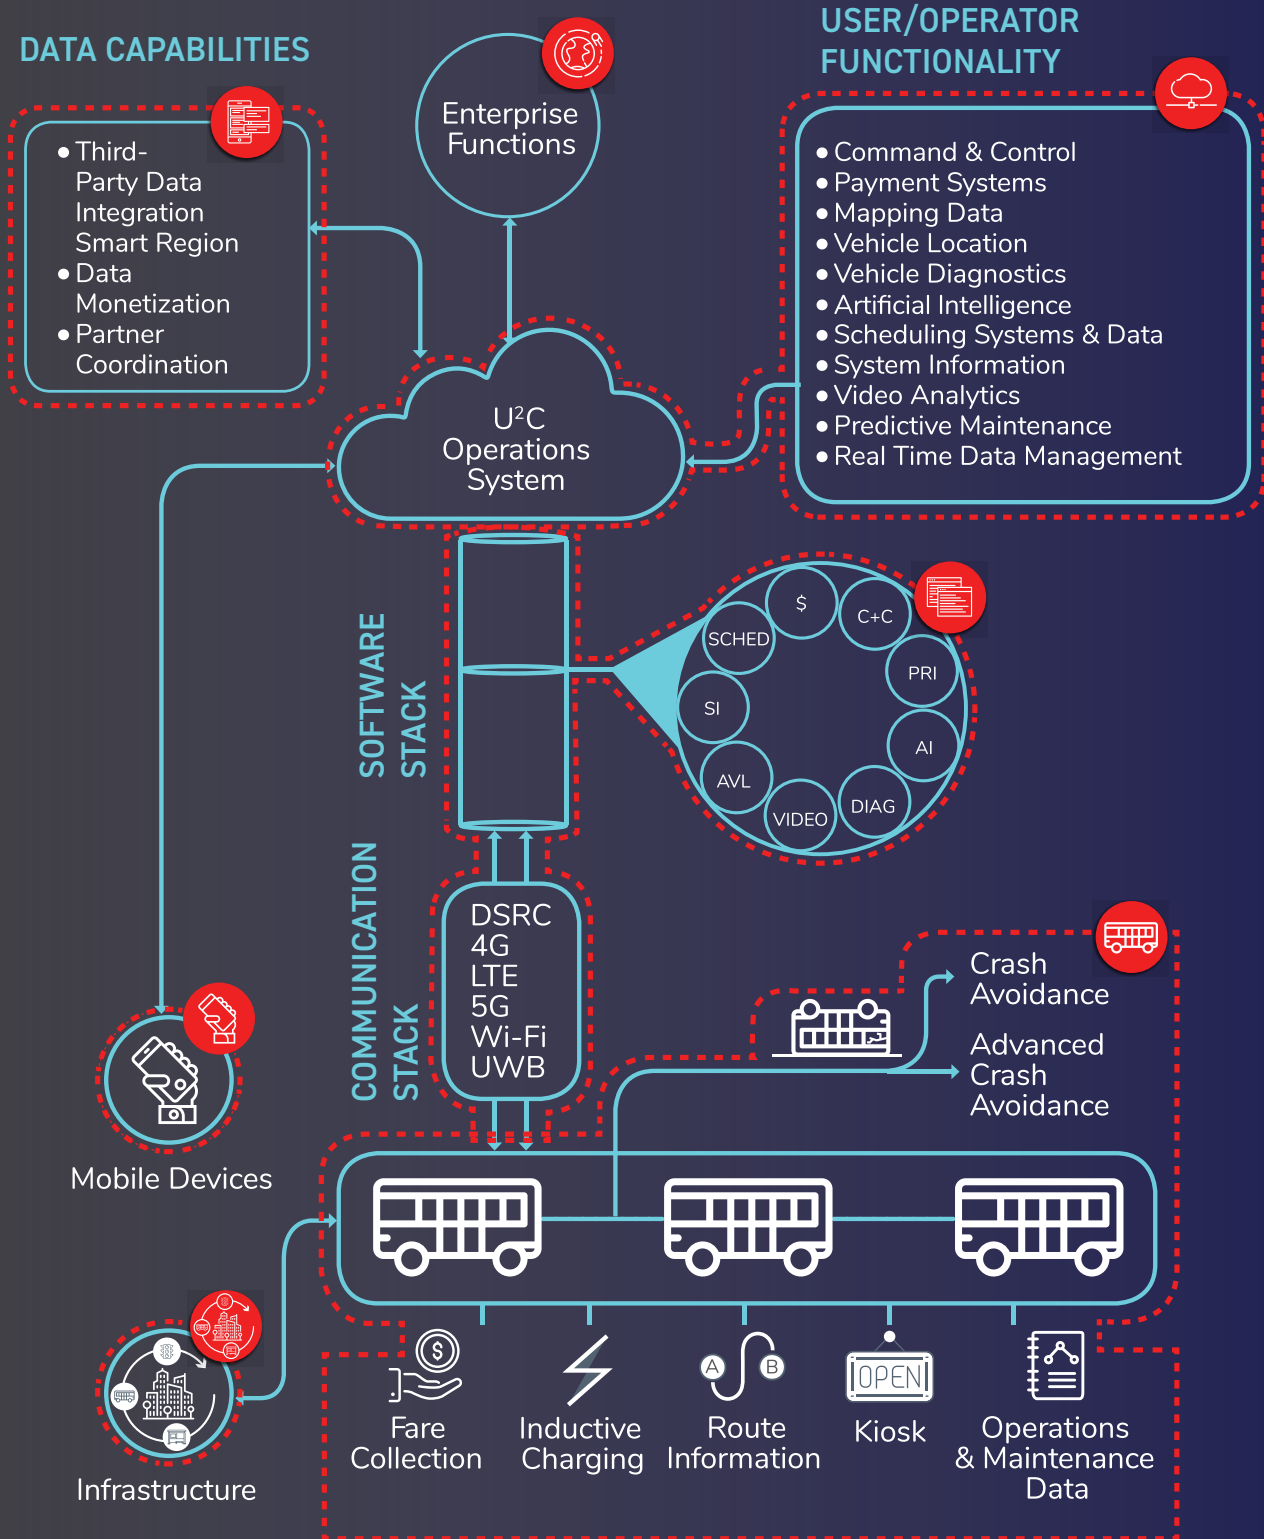 DATA CAPABILITIES
• Third-
Party Data
Integration
Smart Region
• Data
Monetization
• Partner
Coordination
Enterprise
Functions
USER/OPERATOR
FUNCTIONALITY
• Command & Control
• Payment Systems
• Mapping Data
• Vehicle Location
• Vehicle Diagnostics
• Artificial Intelligence
• Scheduling Systems & Data
• System Information
• Video Analytics
• Predictive Maintenance
• Real Time Data Management
U²C
Operations
System
SOFTWARE
STACK
$
C+C
PRI
AI
DIAG
VIDEO
AVL
SI
SCHED
COMMUNICATION
STACK
DSRC
4G
LTE
5G
Wi-Fi
UWB
Crash
Avoidance
Advanced
Crash
Avoidance
Mobile Devices
Infrastructure
$
Fare
Collection
Inductive
Charging
A
B
Route
Information
OPEN
Kiosk
Operations
& Maintenance
Data